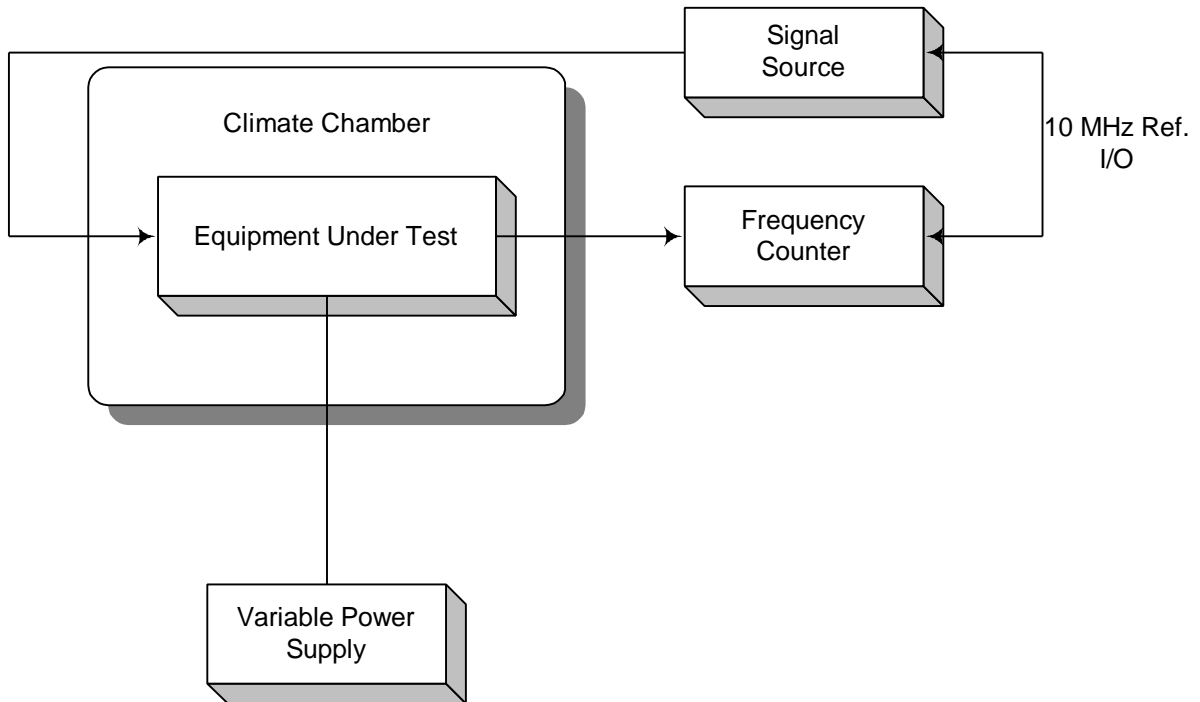 Signal
Source
Climate Chamber
10 MHz Ref.
I/O
Equipment Under Test
Frequency
Counter
Variable Power
Supply